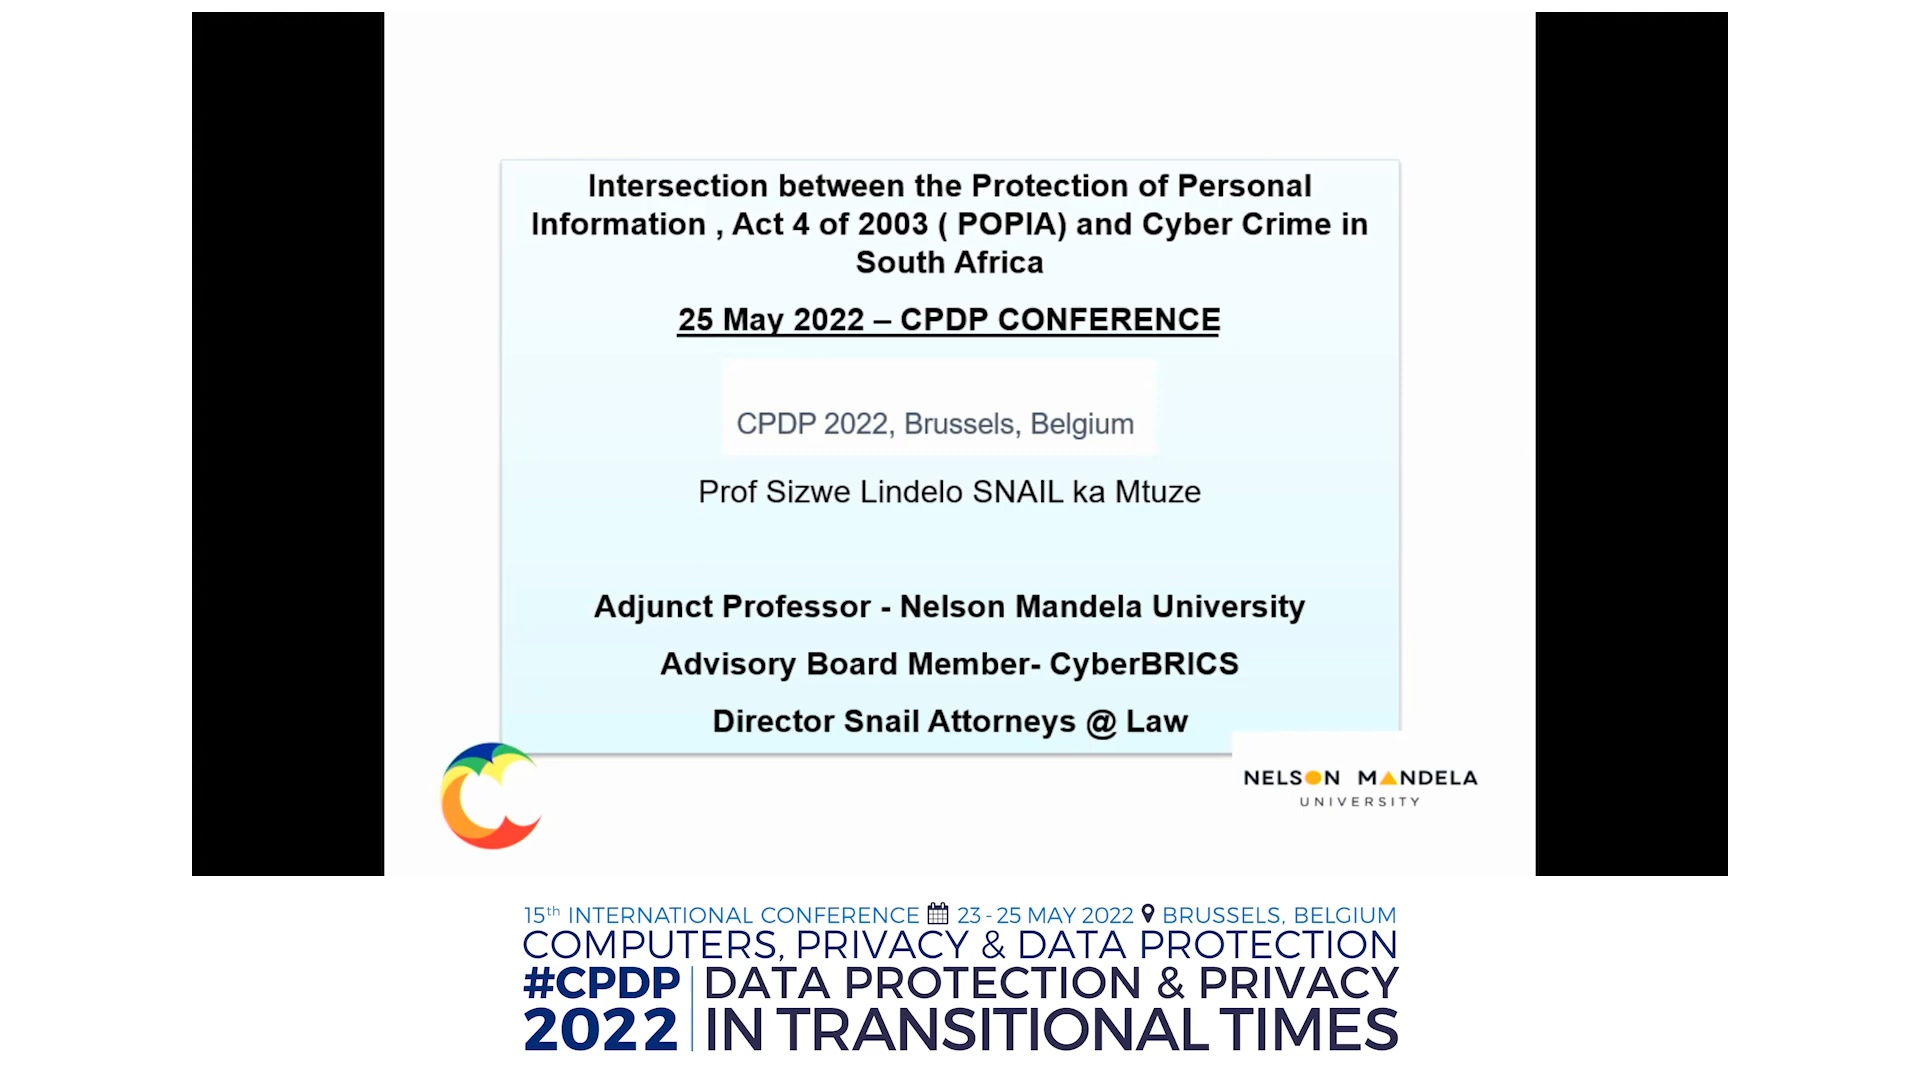 Intersection between the Protection of Personal
Information , Act 4 of 2003 ( POPIA) and Cyber Crime in
South Africa
25 May 2022 – CPDP CONFERENCE
CPDP 2022, Brussels, Belgium
Prof Sizwe Lindelo SNAIL ka Mtuze
Adjunct Professor - Nelson Mandela University
Advisory Board Member- CyberBRICS
Director Snail Attorneys @ Law
NELSON MANDELA
UNIVERSITY
15th INTERNATIONAL CONFERENCE 23 - 25 MAY 2022 BRUSSELS, BELGIUM
COMPUTERS, PRIVACY & DATA PROTECTION
#CPDP DATA PROTECTION & PRIVACY
2022 IN TRANSITIONAL TIMES